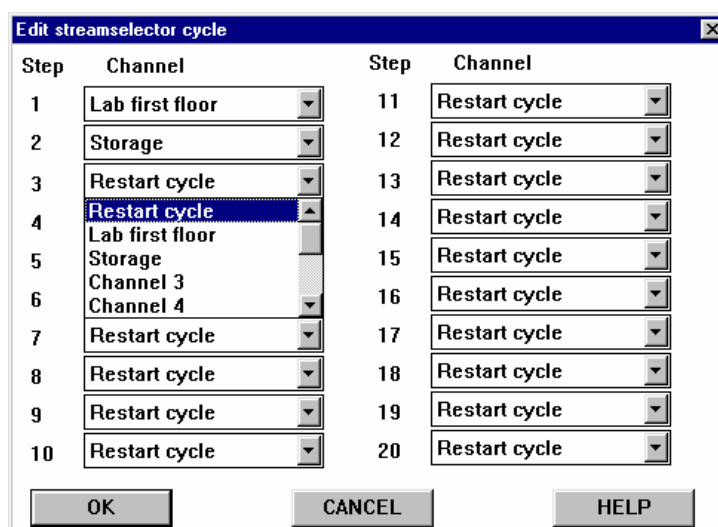 Edit streamselector cycle
Step Channel Step Channel
1 Lab first floor 11 Restart cycle
2 Storage 12 Restart cycle
3 Restart cycle 13 Restart cycle
Restart cycle
4 14 Restart cycle
Lab first floor
5 Storage 15 Restart cycle
Channel 3
6 Channel 4 16 Restart cycle
7 Restart cycle 17 Restart cycle
8 Restart cycle 18 Restart cycle
9 Restart cycle 19 Restart cycle
10 Restart cycle 20 Restart cycle
OK CANCEL HELP